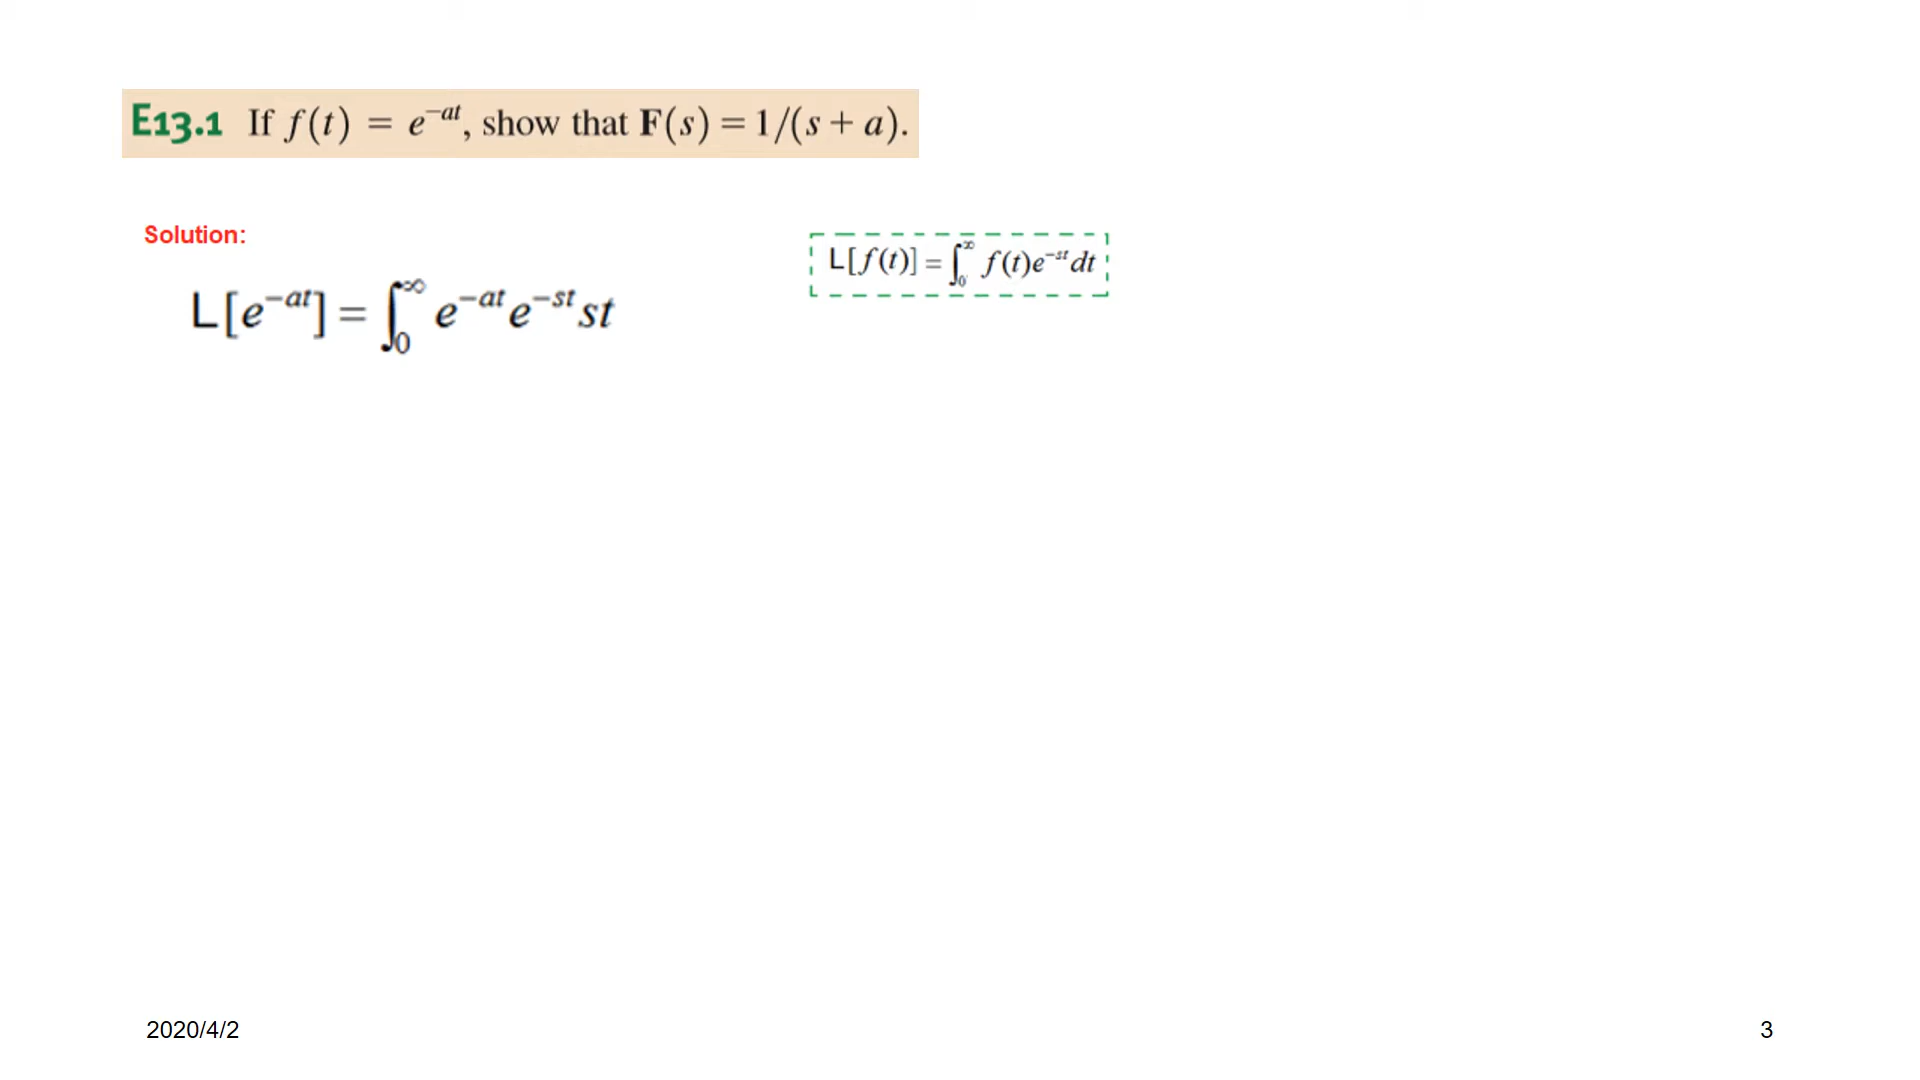 E13.1 If f(t) = e^{-at}, show that F(s) = 1/(s + a).
Solution:
L[f(t)] = ∫_0^∞ f(t)e^{-st}dt
L[e^{-at}] = ∫_0^∞ e^{-at}e^{-st}st
2020/4/2
3